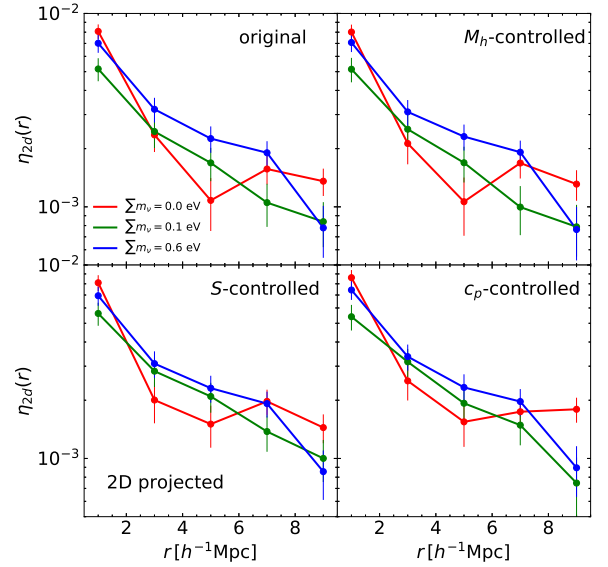 10⁻²
original
M_h-controlled
η_2d(r)
∑m_ν = 0.0 eV
10⁻³
∑m_ν = 0.1 eV
∑m_ν = 0.6 eV
10⁻²
S-controlled
c_p-controlled
η_2d(r)
10⁻³
2D projected
2 4 6 8 2 4 6 8
r [h⁻¹Mpc] r [h⁻¹Mpc]